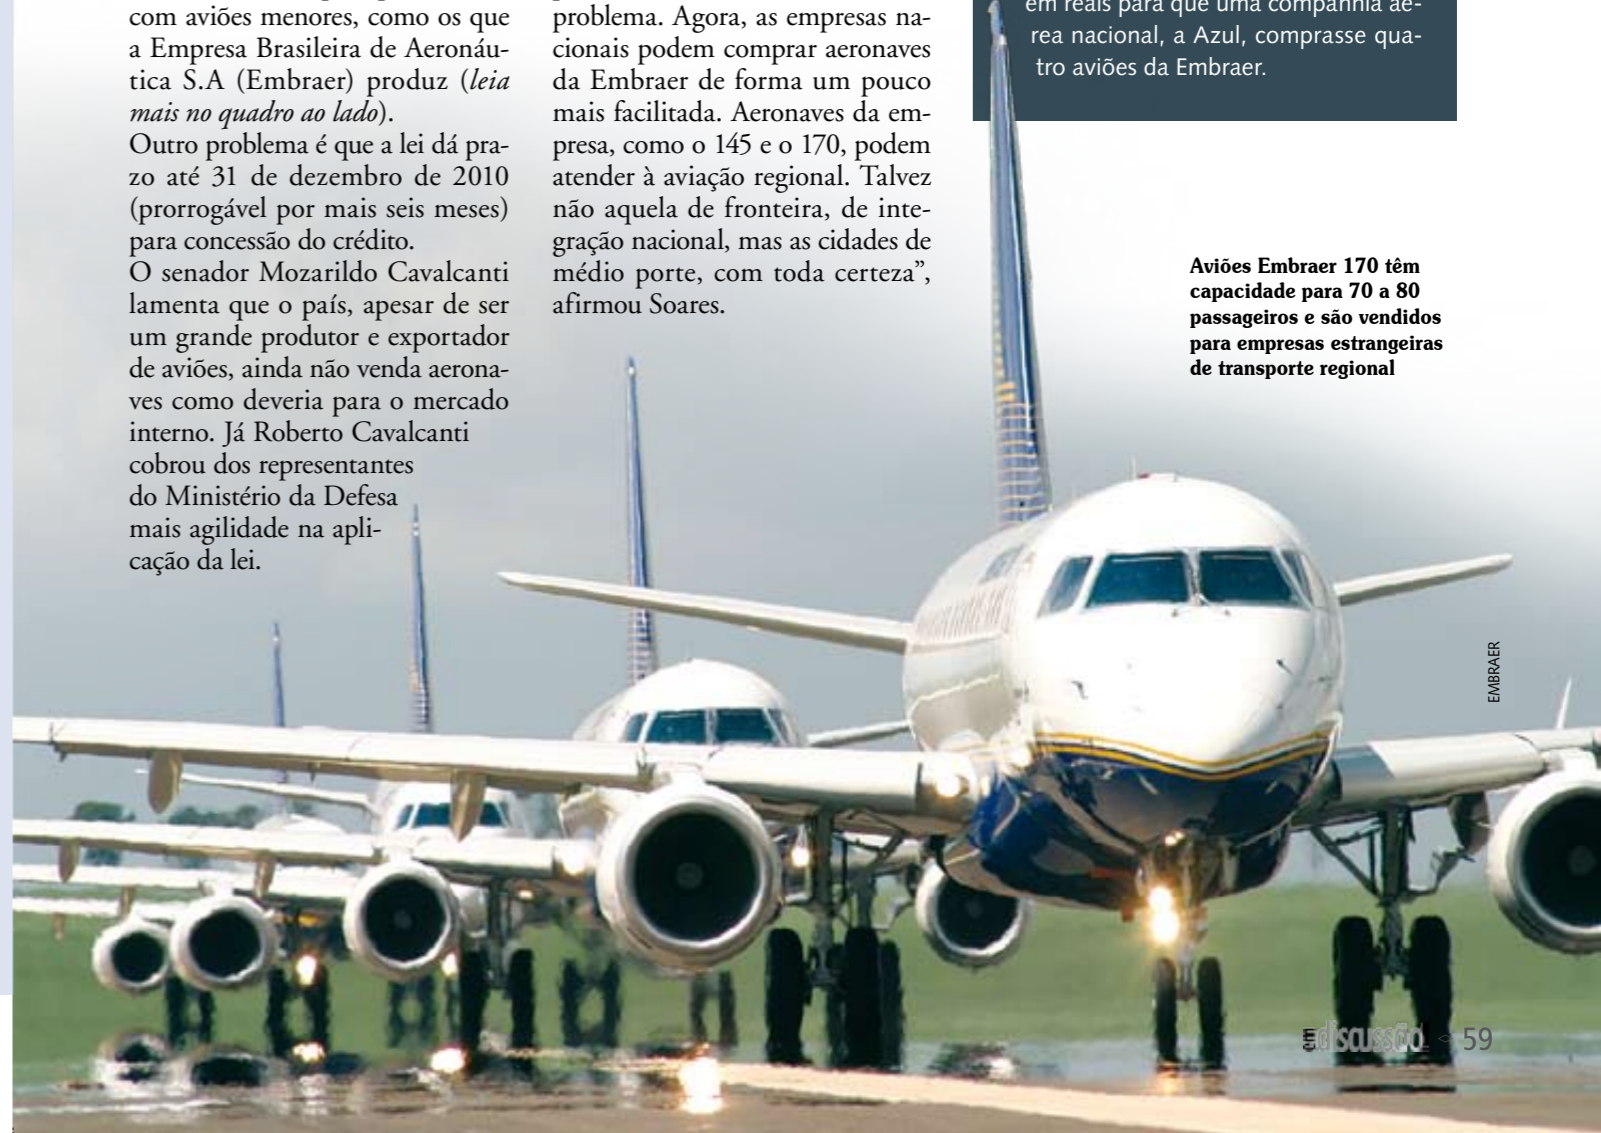 com aviões menores, como os que
a Empresa Brasileira de Aeronáu-
tica S.A (Embraer) produz (leia
mais no quadro ao lado).
Outro problema é que a lei dá pra-
zo até 31 de dezembro de 2010
(prorrogável por mais seis meses)
para concessão do crédito.
O senador Mozarildo Cavalcanti
lamenta que o país, apesar de ser
um grande produtor e exportador
de aviões, ainda não venda aerona-
ves como deveria para o mercado
interno. Já Roberto Cavalcanti
cobrou dos representantes
do Ministério da Defesa
mais agilidade na apli-
cação da lei.
problema. Agora, as empresas na-
cionais podem comprar aeronaves
da Embraer de forma um pouco
mais facilitada. Aeronaves da em-
presa, como o 145 e o 170, podem
atender à aviação regional. Talvez
não aquela de fronteira, de inte-
gração nacional, mas as cidades de
médio porte, com toda certeza”,
afirmou Soares.
em reais para que uma companhia aé-
rea nacional, a Azul, comprasse qua-
tro aviões da Embraer.
Aviões Embraer 170 têm
capacidade para 70 a 80
passageiros e são vendidos
para empresas estrangeiras
de transporte regional
EMBRAER
em discussão 59